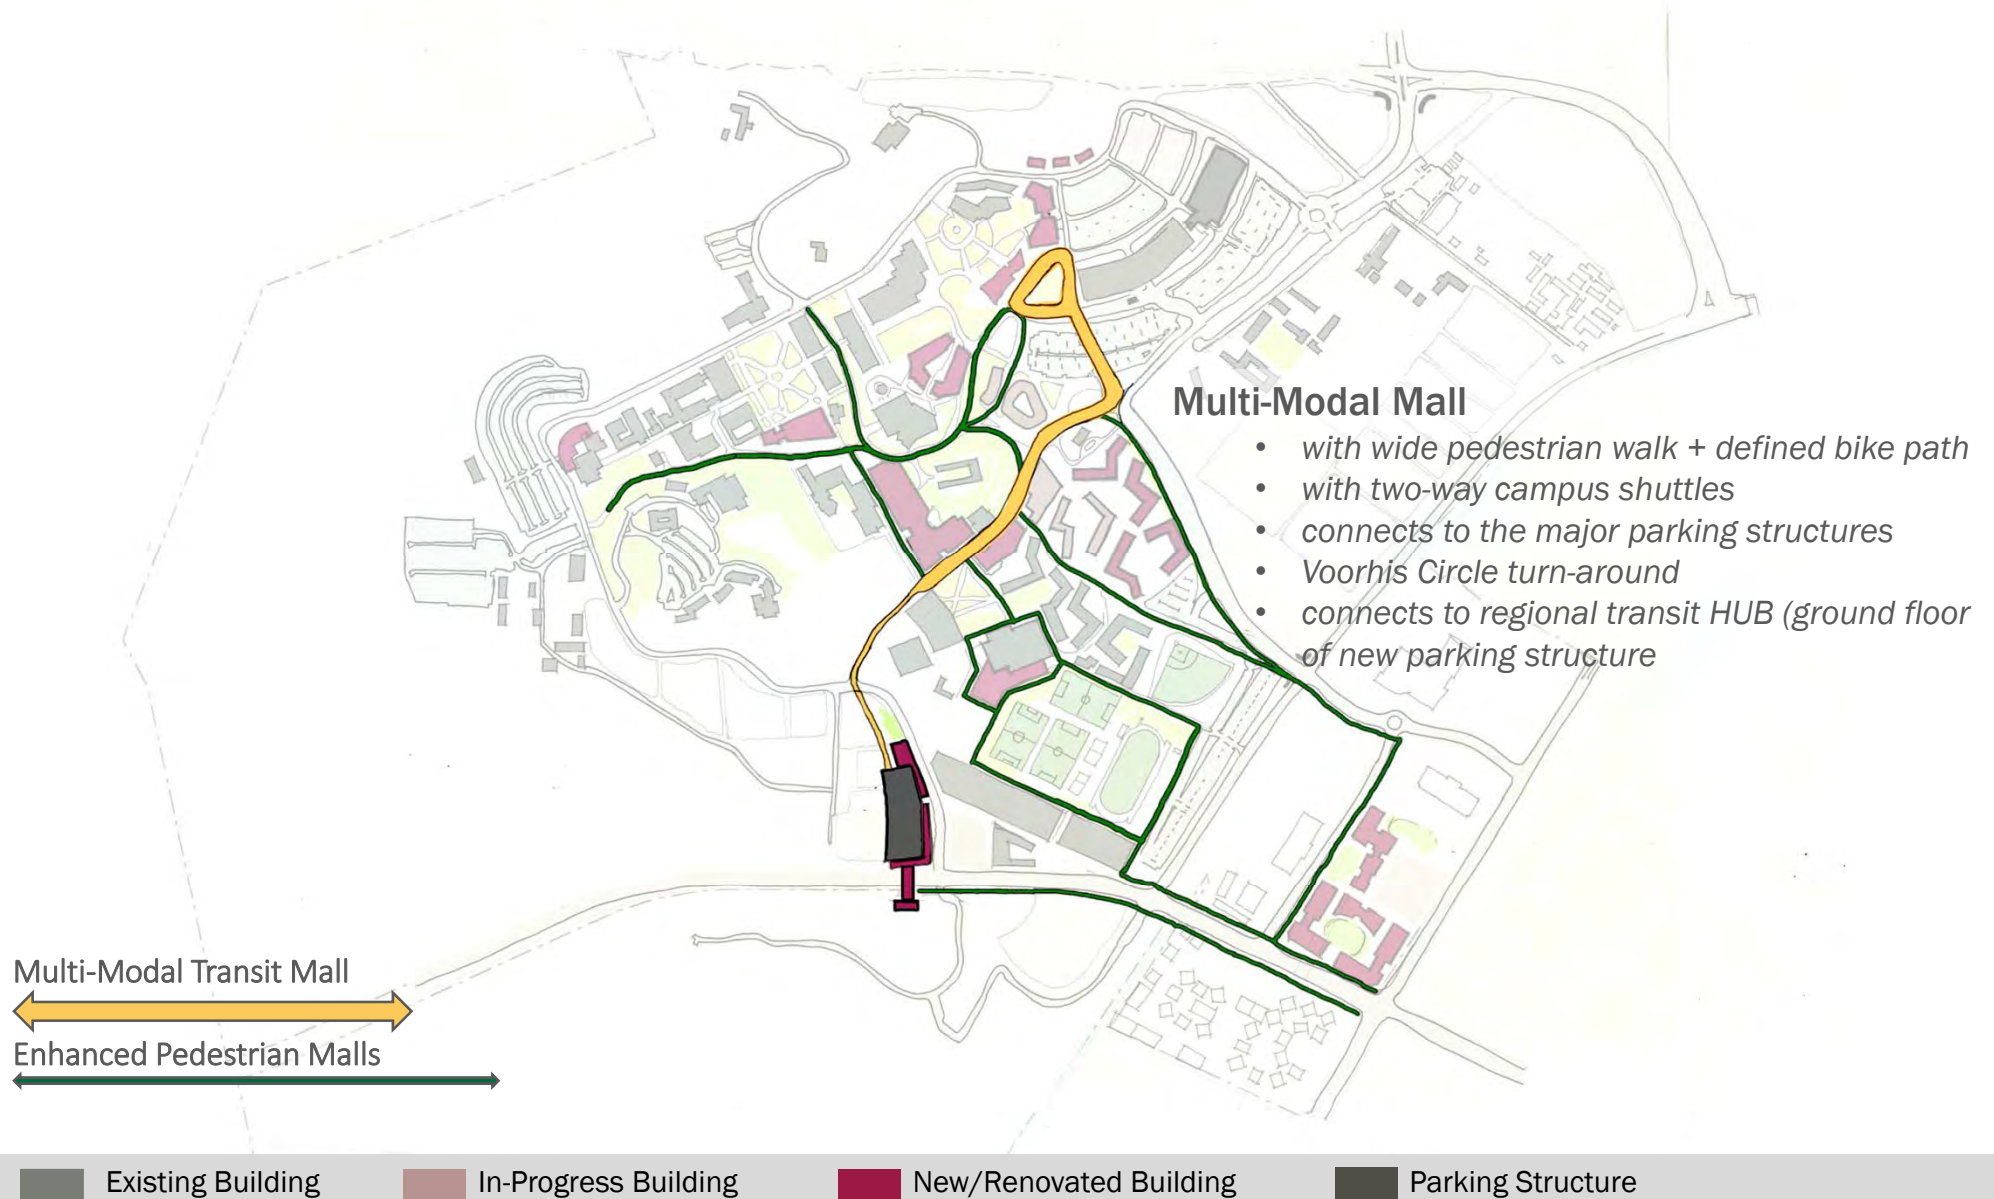 Multi-Modal Mall
• with wide pedestrian walk + defined bike path
• with two-way campus shuttles
• connects to the major parking structures
• Voorhis Circle turn-around
• connects to regional transit HUB (ground floor
of new parking structure
Multi-Modal Transit Mall
Enhanced Pedestrian Malls
Existing Building
In-Progress Building
New/Renovated Building
Parking Structure